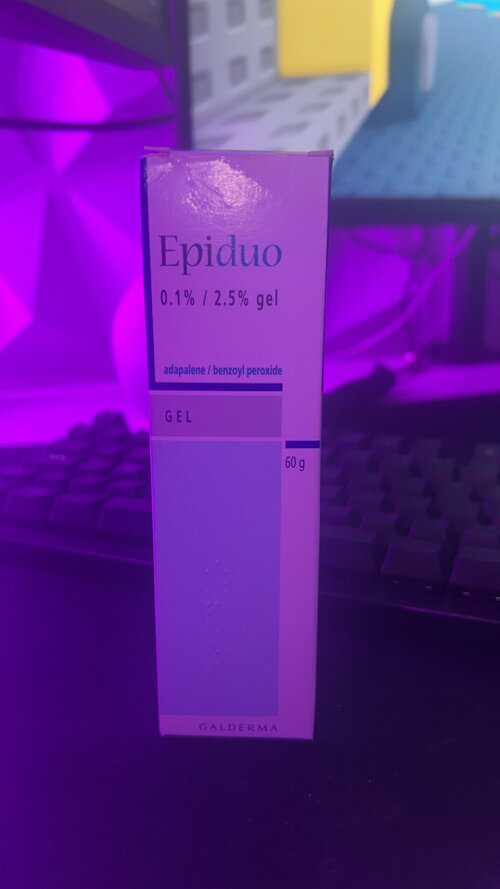 Epiduo
0.1% / 2.5% gel
adapalene / benzoyl peroxide
GEL
60 g
GALDERMA